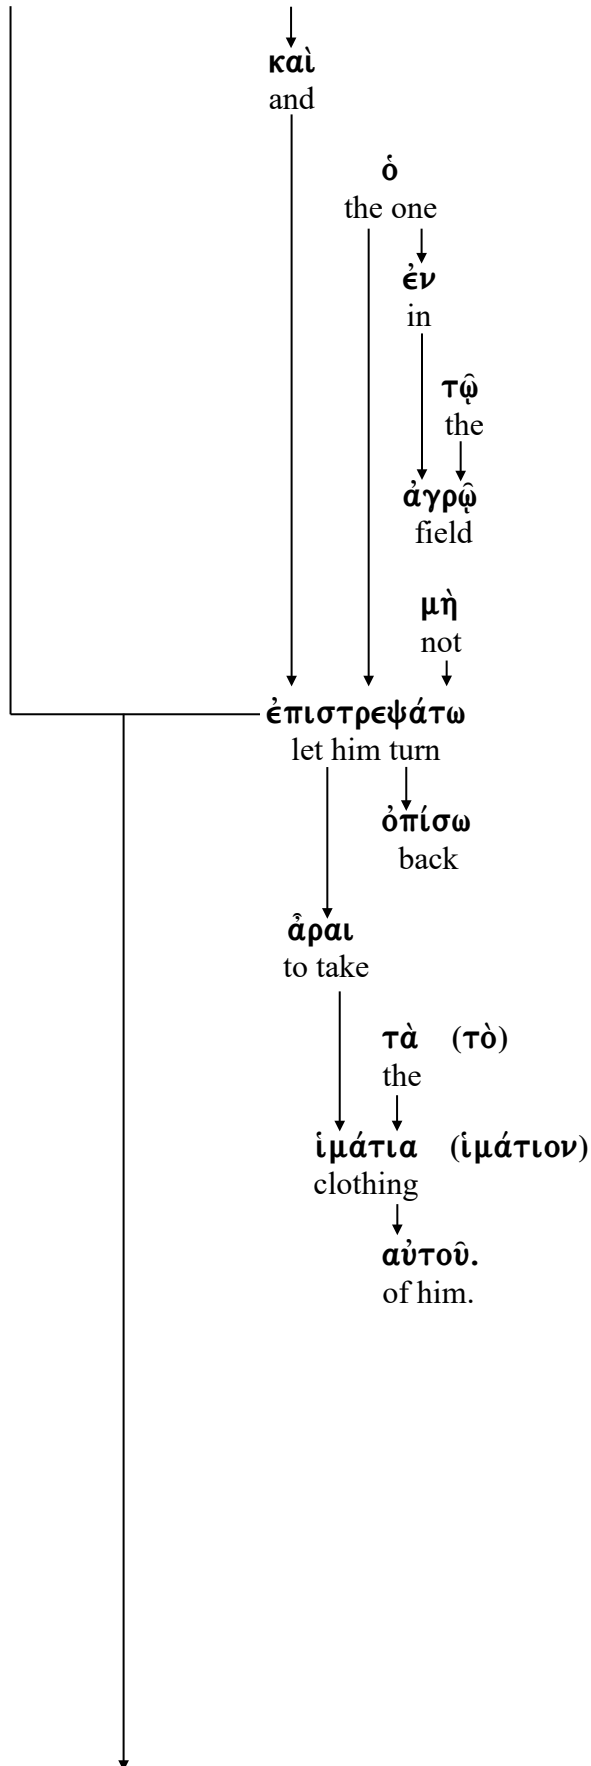 καὶ
and
ὁ
the one
ἐν
in
τῷ
the
ἀγρῷ
field
μὴ
not
ἐπιστρεψάτω
let him turn
ὀπίσω
back
ἆραι
to take
τὰ (τὸ)
the
ἱμάτια (ἱμάτιον)
clothing
αὐτοῦ.
of him.